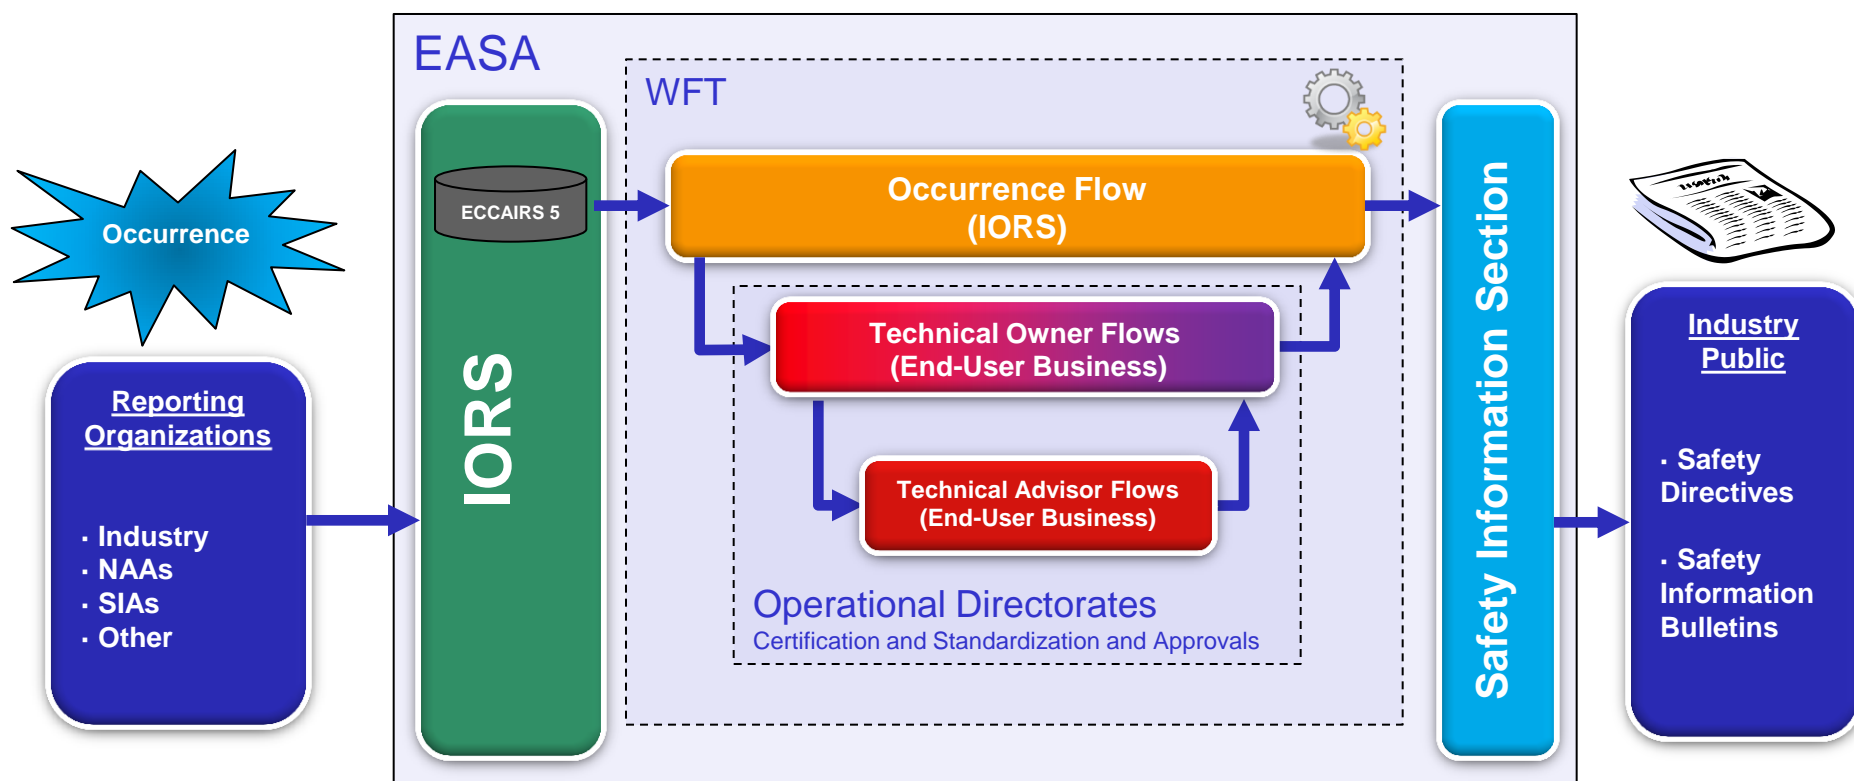 EASA
WFT
Occurrence
ECCAIRS 5
IORS
Occurrence Flow
(IORS)
Technical Owner Flows
(End-User Business)
Technical Advisor Flows
(End-User Business)
Operational Directorates
Certification and Standardization and Approvals
Safety Information Section
Reporting
Organizations
· Industry
· NAAs
· SIAs
· Other
Industry
Public
· Safety
Directives
· Safety
Information
Bulletins